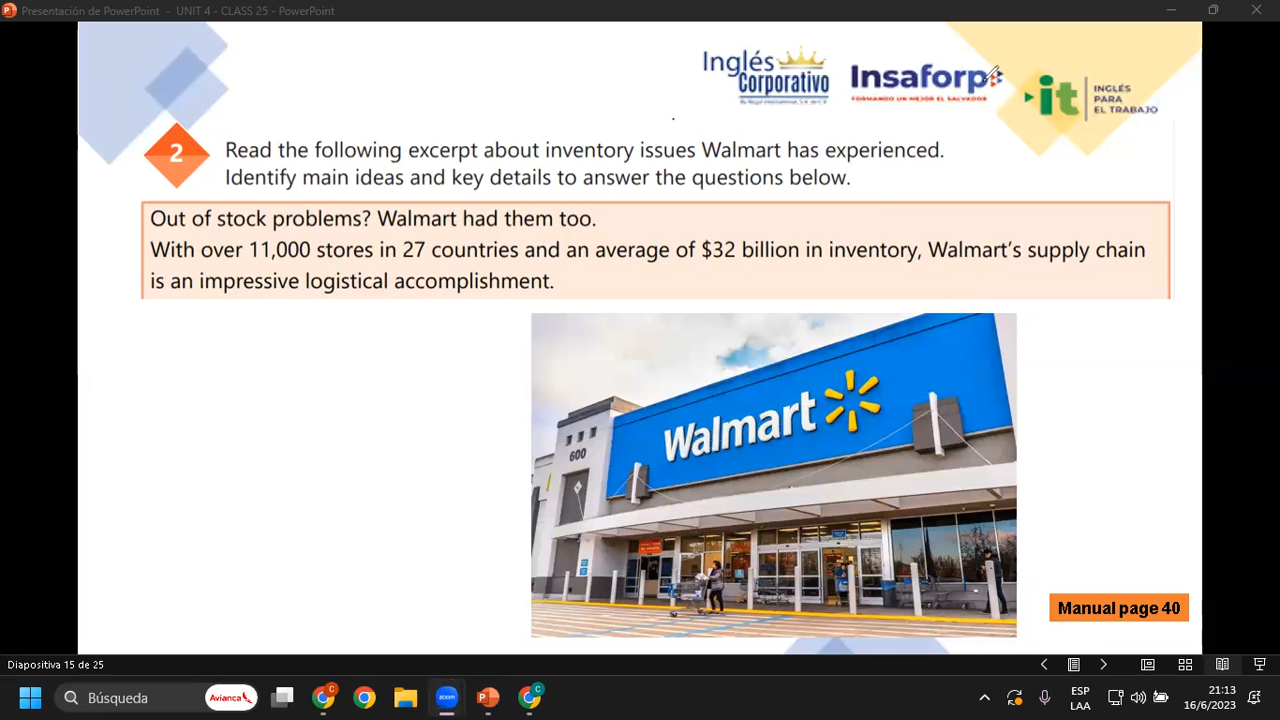 Presentación de PowerPoint - UNIT 4 - CLASS 25 - PowerPoint
Inglés
Corporativo
Insaforp
FORMANDO UN MEJOR EL SALVADOR
it
INGLÉS
PARA
EL TRABAJO
2
Read the following excerpt about inventory issues Walmart has experienced.
Identify main ideas and key details to answer the questions below.
Out of stock problems? Walmart had them too.
With over 11,000 stores in 27 countries and an average of $32 billion in inventory, Walmart's supply chain
is an impressive logistical accomplishment.
Walmart
600
Manual page 40
Diapositiva 15 de 25
Búsqueda
Avianca
ESP
LAA
21:13
16/6/2023